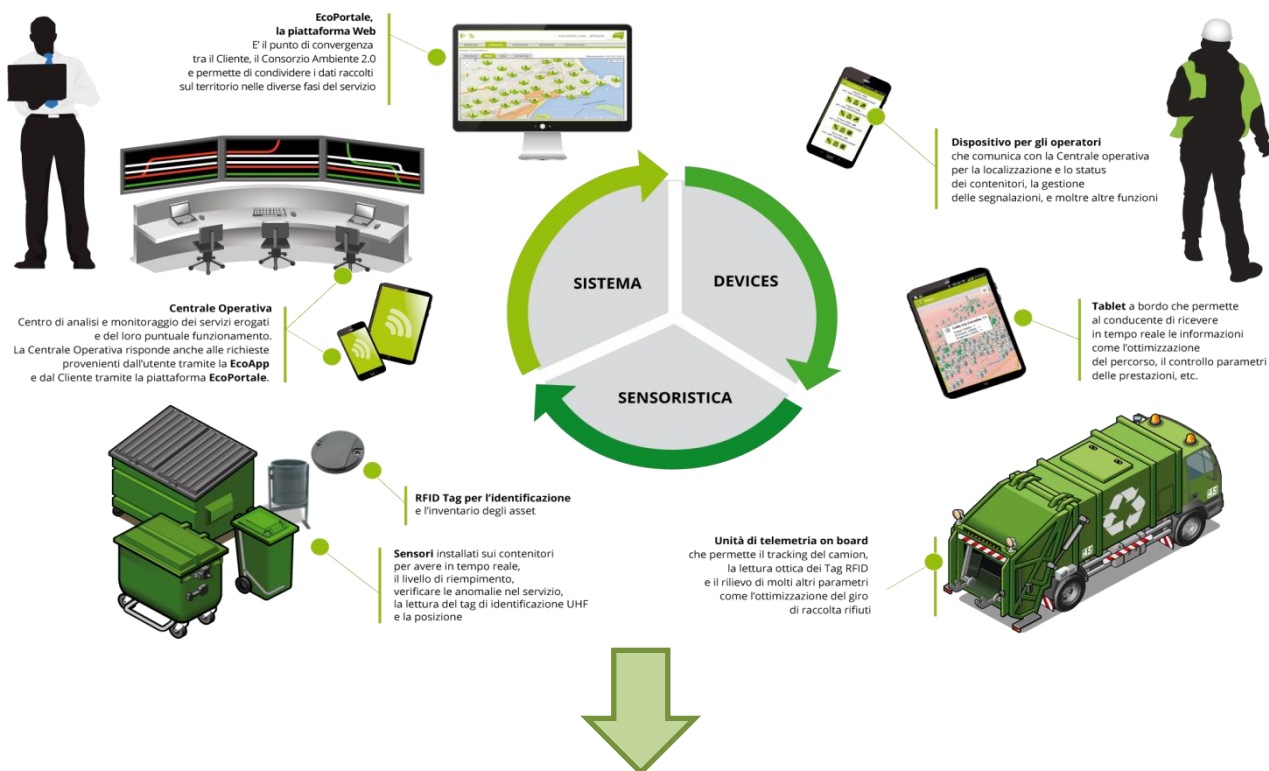 EcoPortale,
la piattaforma Web
E' il punto di convergenza
tra il Cliente, il Consorzio Ambiente 2.0
e permette di condividere i dati raccolti
sul territorio nelle diverse fasi del servizio
Dispositivo per gli operatori
che comunica con la Centrale operativa
per la localizzazione e lo status
dei contenitori, la gestione
delle segnalazioni, e moltre altre funzioni
SISTEMA
DEVICES
SENSORISTICA
Centrale Operativa
Centro di analisi e monitoraggio dei servizi erogati
e del loro puntuale funzionamento.
La Centrale Operativa risponde anche alle richieste
provenienti dall'utente tramite la EcoApp
e dal Cliente tramite la piattaforma EcoPortale.
Tablet a bordo che permette
al conducente di ricevere
in tempo reale le informazioni
come l'ottimizzazione
del percorso, il controllo parametri
delle prestazioni, etc.
RFID Tag per l'identificazione
e l'inventario degli asset
Sensori installati sui contenitori
per avere in tempo reale,
il livello di riempimento,
verificare le anomalie nel servizio,
la lettura del tag di identificazione UHF
e la posizione
Unità di telemetria on board
che permette il tracking del camion,
la lettura ottica dei Tag RFID
e il rilievo di molti altri parametri
come l'ottimizzazione del giro
di raccolta rifiuti
45
45